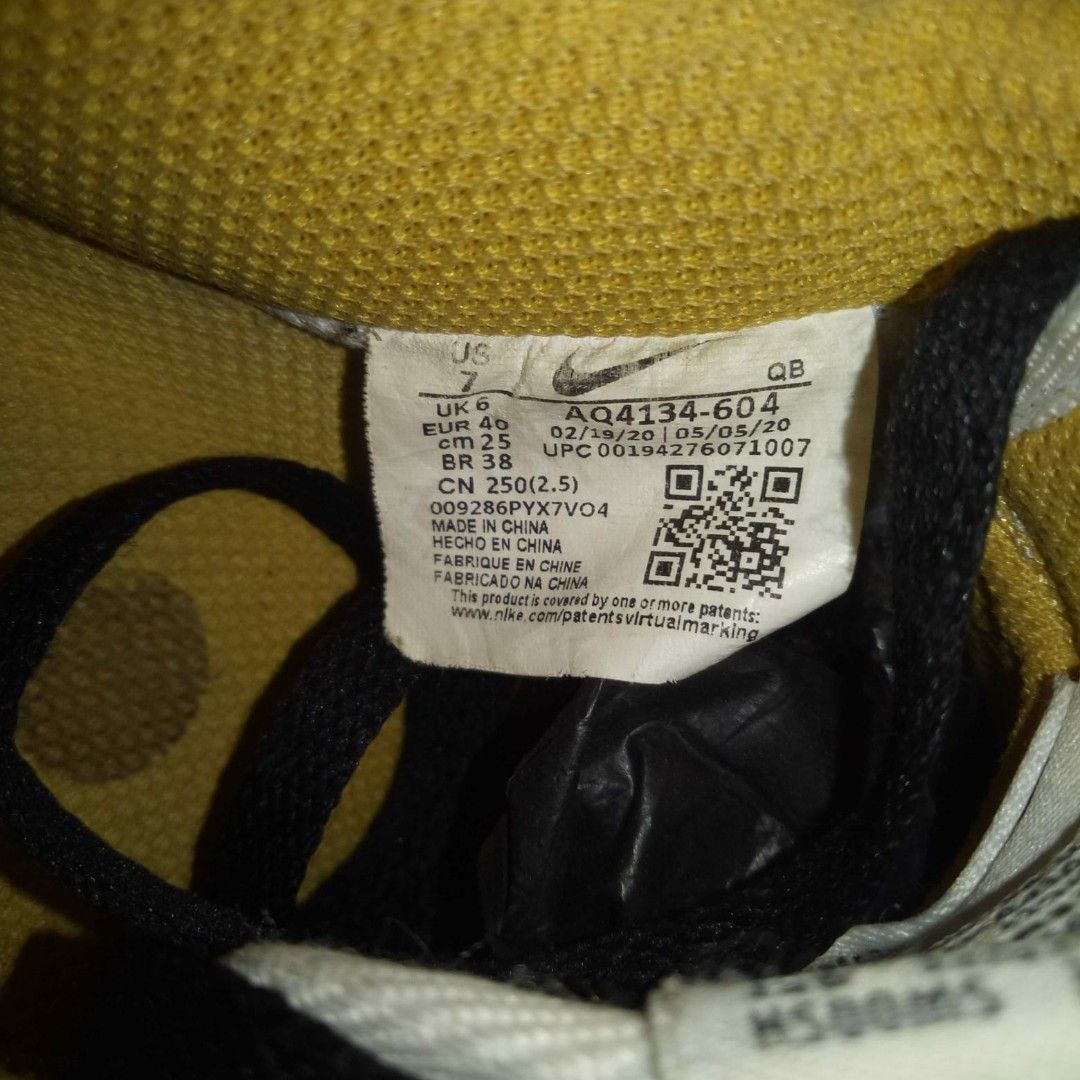 US
7
QB
UK 6
AQ4134-604
EUR 40
02/19/20 | 05/05/20
cm 25
UPC 00194276071007
BR 38
CN 250(2.5)
009286PYX7VO4
MADE IN CHINA
HECHO EN CHINA
FABRIQUE EN CHINE
FABRICADO NA CHINA
This product is covered by one or more patents:
www.nike.com/patentsvirtualmarking